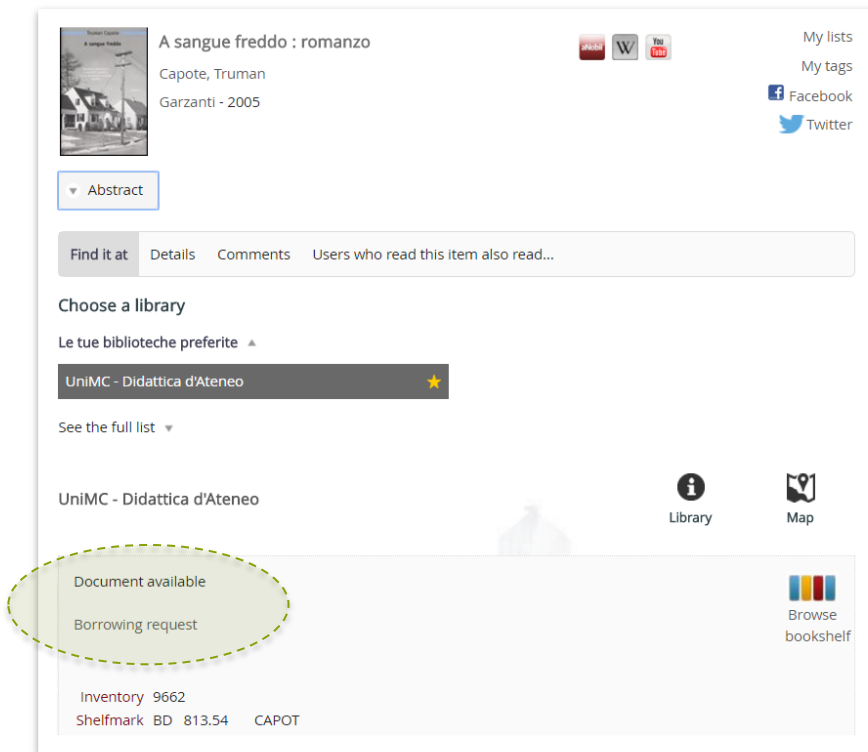 Truman Capote
A sangue freddo
A sangue freddo : romanzo
Capote, Truman
Garzanti - 2005
aNobii
W
You
Tube
My lists
My tags
Facebook
Twitter
Abstract
Find it at Details Comments Users who read this item also read...
Choose a library
Le tue biblioteche preferite
UniMC - Didattica d'Ateneo
See the full list
UniMC - Didattica d'Ateneo
Library
Map
Document available
Borrowing request
Browse
bookshelf
Inventory 9662
Shelfmark BD 813.54 CAPOT